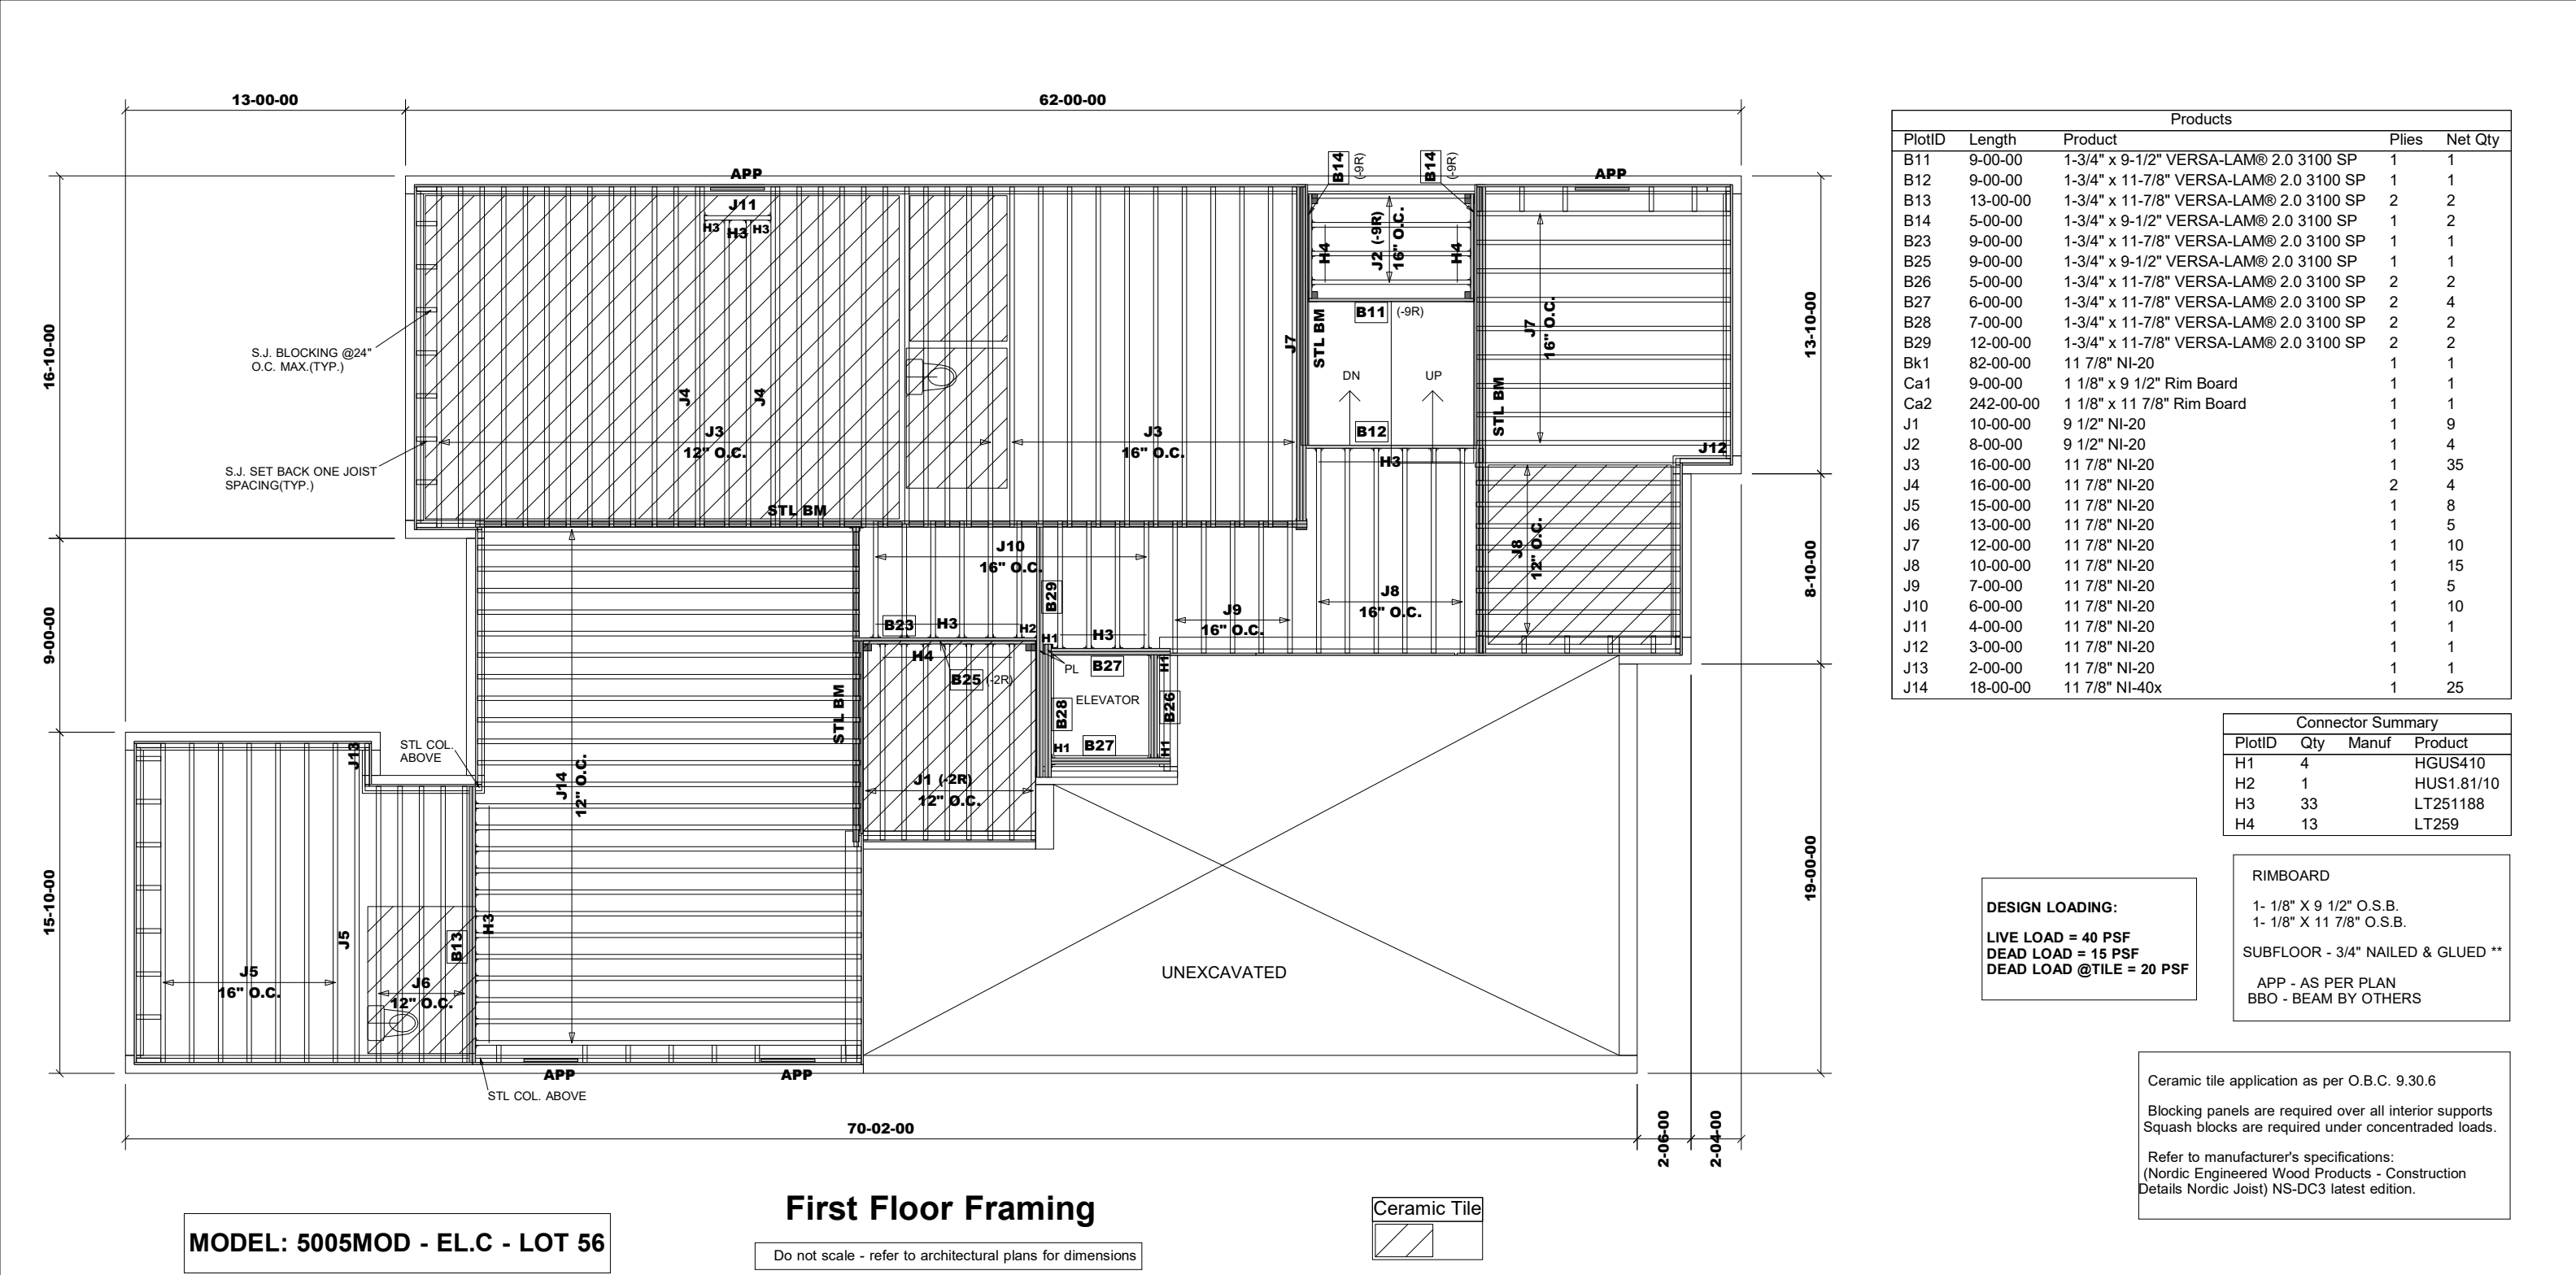 13-00-00
62-00-00
APP
B14
(-9R)
B14
(-9R)
APP
J11
H3
H3
H3
J2 (-9R)
16" O.C.
H4
H4
16-10-00
13-10-00
B11 (-9R)
STL BM
J7
J7
16" O.C.
S.J. BLOCKING @24"
O.C. MAX.(TYP.)
J4
J4
DN
UP
STL BM
J3
12" O.C.
J3
16" O.C.
B12
J12
H3
S.J. SET BACK ONE JOIST
SPACING(TYP.)
STL BM
J10
16" O.C.
J8
12" O.C.
8-10-00
9-00-00
B29
J8
16" O.C.
J9
16" O.C.
B23
H3
H2
H1
H3
H4
PL
B27
H1
B25 (-2R)
ELEVATOR
B28
B26
STL BM
B27
H1
H1
J13
STL COL.
ABOVE
J14
12" O.C.
J1 (-2R)
12" O.C.
15-10-00
19-00-00
H3
B13
J5
J5
16" O.C.
J6
12" O.C.
UNEXCAVATED
APP
APP
STL COL. ABOVE
70-02-00
2-06-00
2-04-00
First Floor Framing
MODEL: 5005MOD - EL.C - LOT 56
Do not scale - refer to architectural plans for dimensions
Ceramic Tile
Products
PlotID Length Product Plies Net Qty
B11 9-00-00 1-3/4" x 9-1/2" VERSA-LAM® 2.0 3100 SP 1 1
B12 9-00-00 1-3/4" x 11-7/8" VERSA-LAM® 2.0 3100 SP 1 1
B13 13-00-00 1-3/4" x 11-7/8" VERSA-LAM® 2.0 3100 SP 2 2
B14 5-00-00 1-3/4" x 9-1/2" VERSA-LAM® 2.0 3100 SP 1 2
B23 9-00-00 1-3/4" x 11-7/8" VERSA-LAM® 2.0 3100 SP 1 1
B25 9-00-00 1-3/4" x 9-1/2" VERSA-LAM® 2.0 3100 SP 1 1
B26 5-00-00 1-3/4" x 11-7/8" VERSA-LAM® 2.0 3100 SP 2 2
B27 6-00-00 1-3/4" x 11-7/8" VERSA-LAM® 2.0 3100 SP 2 4
B28 7-00-00 1-3/4" x 11-7/8" VERSA-LAM® 2.0 3100 SP 2 2
B29 12-00-00 1-3/4" x 11-7/8" VERSA-LAM® 2.0 3100 SP 2 2
Bk1 82-00-00 11 7/8" NI-20 1 1
Ca1 9-00-00 1 1/8" x 9 1/2" Rim Board 1 1
Ca2 242-00-00 1 1/8" x 11 7/8" Rim Board 1 1
J1 10-00-00 9 1/2" NI-20 1 9
J2 8-00-00 9 1/2" NI-20 1 4
J3 16-00-00 11 7/8" NI-20 1 35
J4 16-00-00 11 7/8" NI-20 2 4
J5 15-00-00 11 7/8" NI-20 1 8
J6 13-00-00 11 7/8" NI-20 1 5
J7 12-00-00 11 7/8" NI-20 1 10
J8 10-00-00 11 7/8" NI-20 1 15
J9 7-00-00 11 7/8" NI-20 1 5
J10 6-00-00 11 7/8" NI-20 1 10
J11 4-00-00 11 7/8" NI-20 1 1
J12 3-00-00 11 7/8" NI-20 1 1
J13 2-00-00 11 7/8" NI-20 1 1
J14 18-00-00 11 7/8" NI-40x 1 25
Connector Summary
PlotID Qty Manuf Product
H1 4 HGUS410
H2 1 HUS1.81/10
H3 33 LT251188
H4 13 LT259
DESIGN LOADING:
LIVE LOAD = 40 PSF
DEAD LOAD = 15 PSF
DEAD LOAD @TILE = 20 PSF
RIMBOARD
1- 1/8" X 9 1/2" O.S.B.
1- 1/8" X 11 7/8" O.S.B.
SUBFLOOR - 3/4" NAILED & GLUED **
APP - AS PER PLAN
BBO - BEAM BY OTHERS
Ceramic tile application as per O.B.C. 9.30.6
Blocking panels are required over all interior supports
Squash blocks are required under concentraded loads.
Refer to manufacturer's specifications:
(Nordic Engineered Wood Products - Construction
Details Nordic Joist) NS-DC3 latest edition.